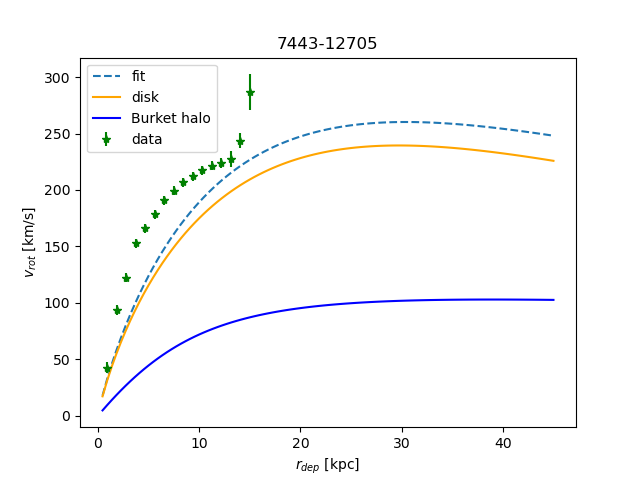 7443-12705
fit
disk
Burket halo
data
300
250
200
150
100
50
0
v_rot [km/s]
0 10 20 30 40
r_dep [kpc]